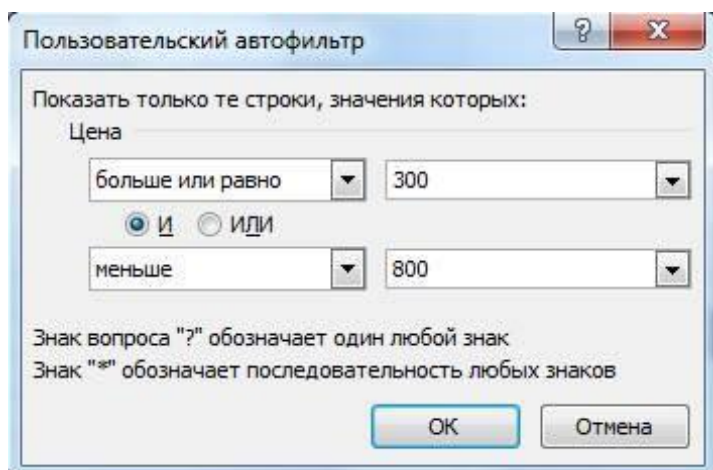 Пользовательский автофильтр
Показать только те строки, значения которых:
Цена
больше или равно 300
И ИЛИ
меньше 800
Знак вопроса "?" обозначает один любой знак
Знак "*" обозначает последовательность любых знаков
ОК Отмена